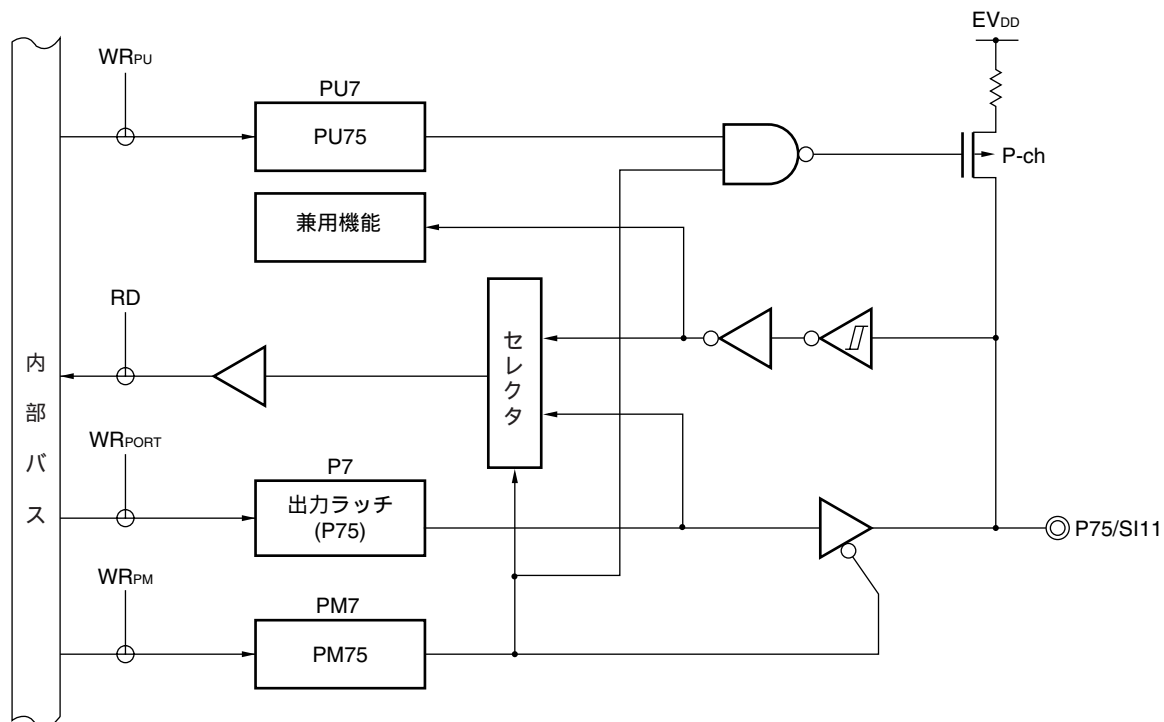 EVDD
WRPU
PU7
PU75
P-ch
兼用機能
RD
セレクタ
内部バス
WRPORT
P7
出力ラッチ
(P75)
P75/SI11
WRPM
PM7
PM75